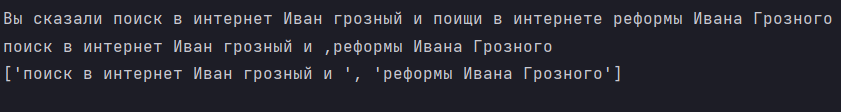 Вы сказали поиск в интернет Иван грозный и поищи в интернете реформы Ивана Грозного
поиск в интернет Иван грозный и ,реформы Ивана Грозного
['поиск в интернет Иван грозный и ', 'реформы Ивана Грозного']